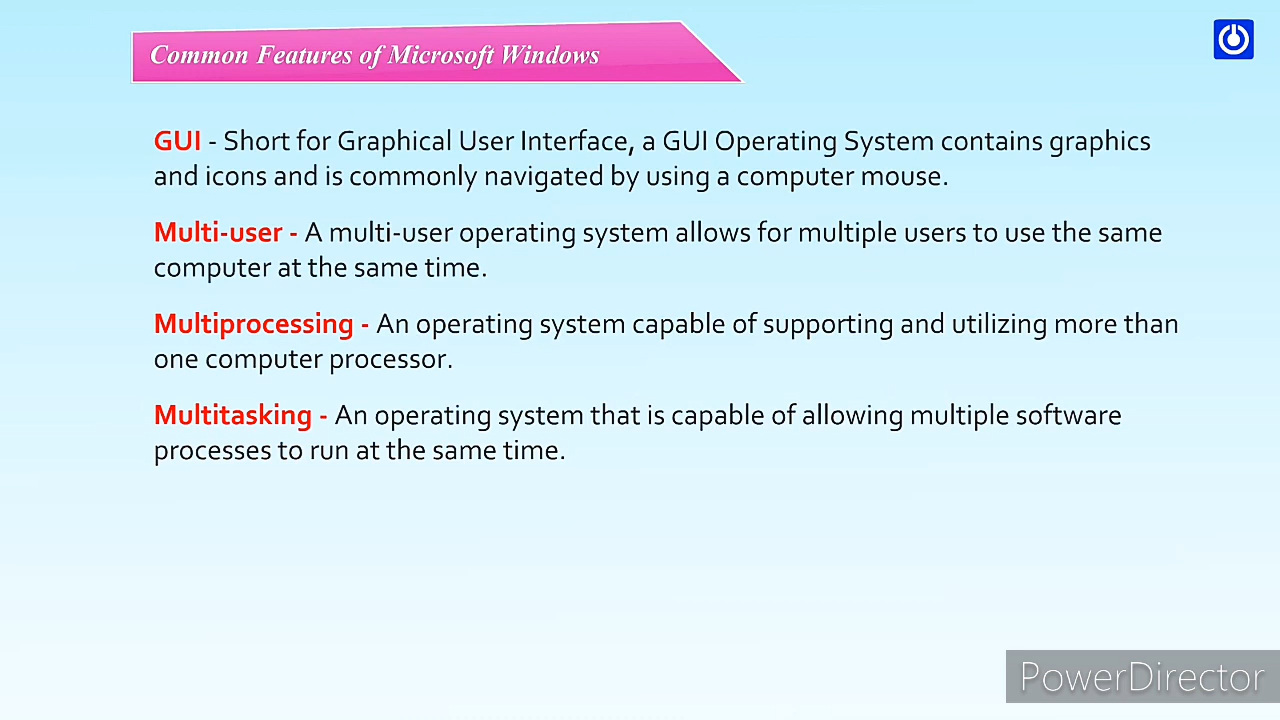 Common Features of Microsoft Windows
GUI - Short for Graphical User Interface, a GUI Operating System contains graphics
and icons and is commonly navigated by using a computer mouse.
Multi-user - A multi-user operating system allows for multiple users to use the same
computer at the same time.
Multiprocessing - An operating system capable of supporting and utilizing more than
one computer processor.
Multitasking - An operating system that is capable of allowing multiple software
processes to run at the same time.
PowerDirector